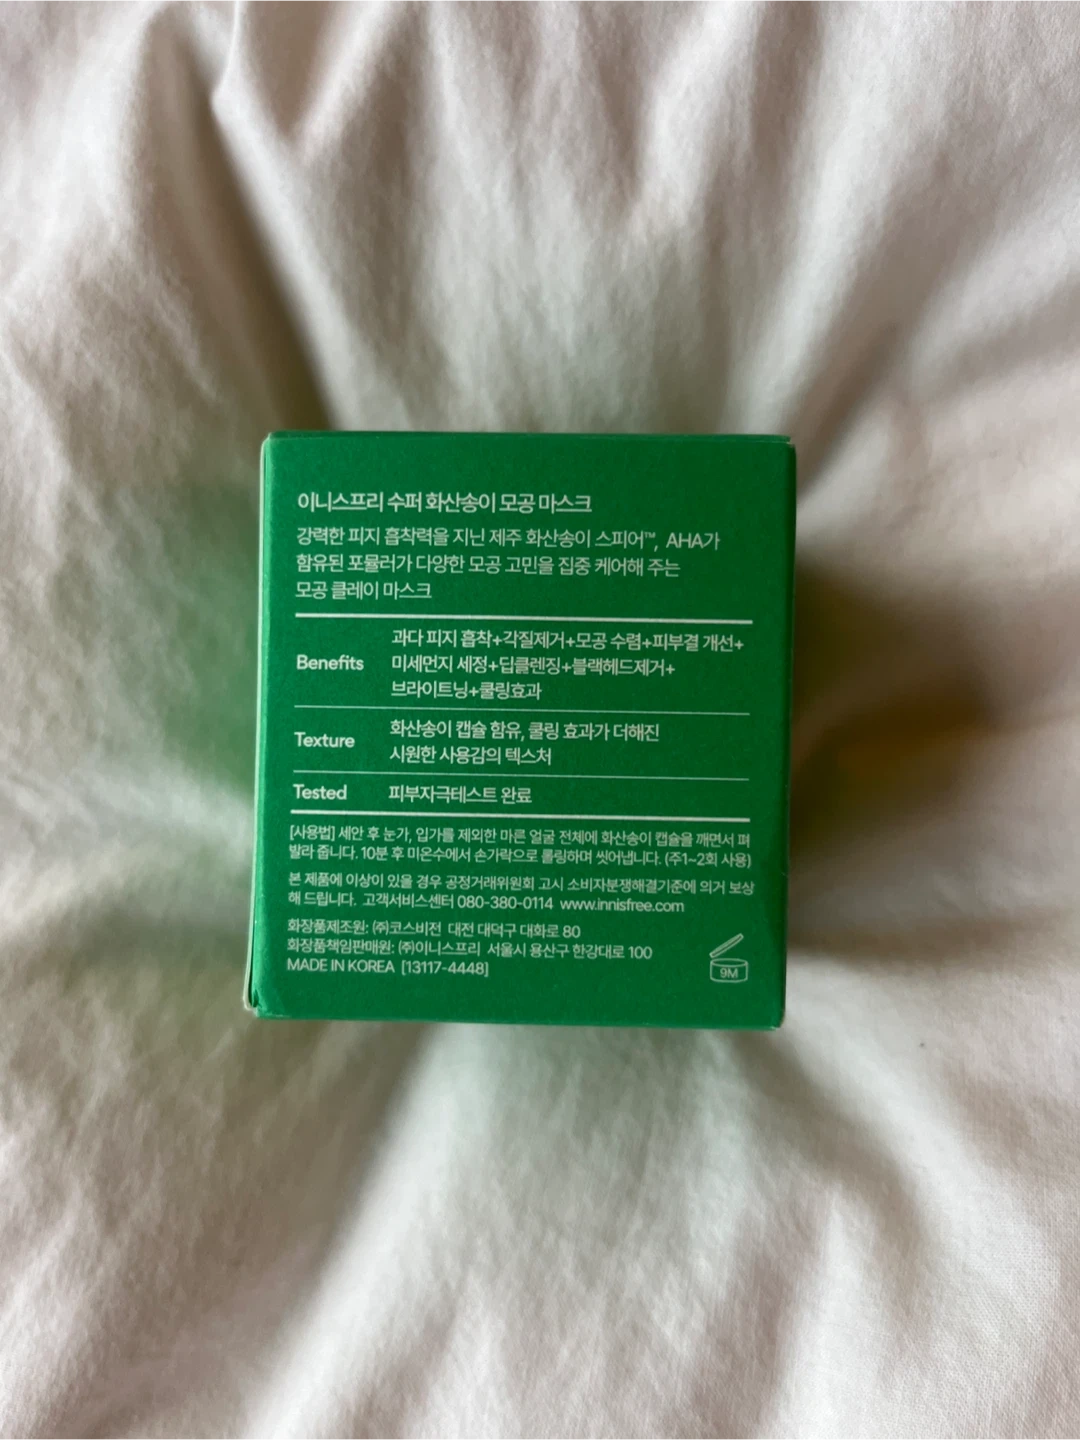 이니스프리 수퍼 화산송이 모공 마스크
강력한 피지 흡착력을 지닌 제주 화산송이 스피어™, AHA가
함유된 포뮬러가 다양한 모공 고민을 집중 케어해 주는
모공 클레이 마스크
Benefits
과다 피지 흡착+각질제거+모공 수렴+피부결 개선+
미세먼지 세정+딥클렌징+블랙헤드제거+
브라이트닝+쿨링효과
Texture
화산송이 캡슐 함유, 쿨링 효과가 더해진
시원한 사용감의 텍스처
Tested
피부자극테스트 완료
[사용법] 세안 후 눈가, 입가를 제외한 마른 얼굴 전체에 화산송이 캡슐을 깨면서 펴
발라 줍니다. 10분 후 미온수에서 손가락으로 롤링하며 씻어냅니다. (주1~2회 사용)
본 제품에 이상이 있을 경우 공정거래위원회 고시 소비자분쟁해결기준에 의거 보상
해 드립니다. 고객서비스센터 080-380-0114 www.innisfree.com
화장품제조원: ㈜코스비전 대전 대덕구 대화로 80
화장품책임판매원: ㈜이니스프리 서울시 용산구 한강대로 100
MADE IN KOREA [13117-4448]
9M